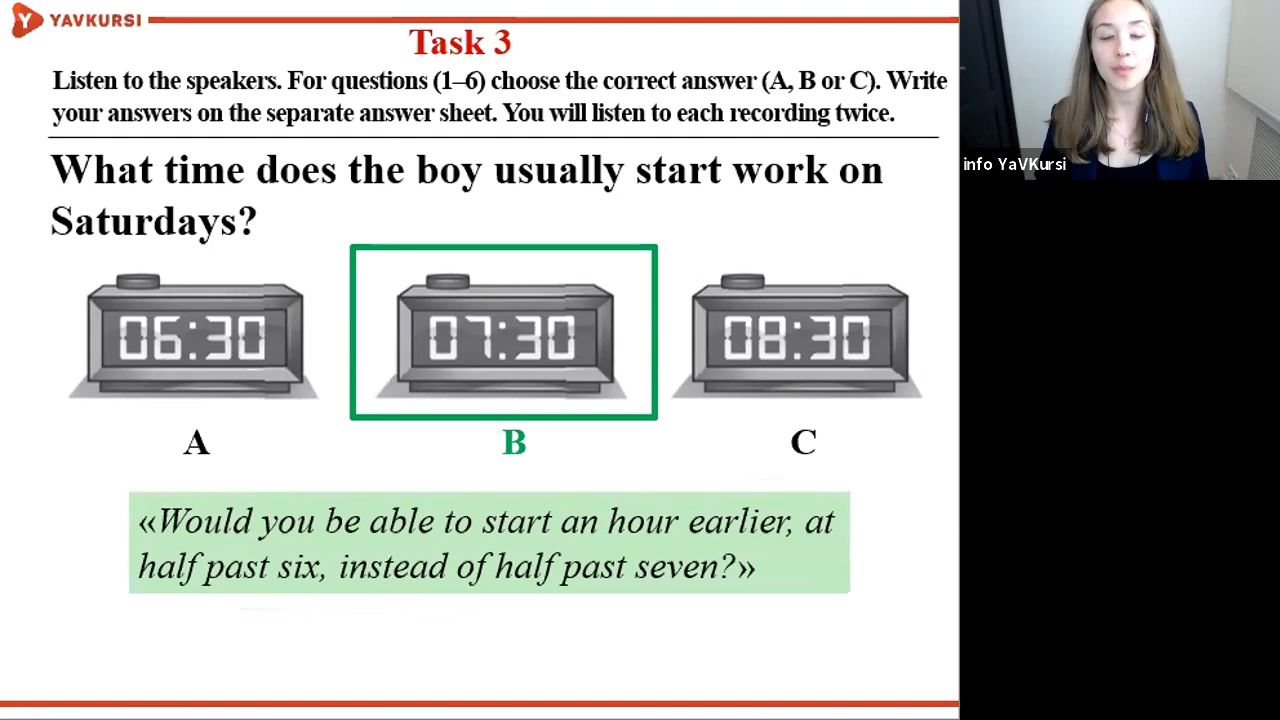 YAVKURSI
Task 3
Listen to the speakers. For questions (1–6) choose the correct answer (A, B or C). Write
your answers on the separate answer sheet. You will listen to each recording twice.
What time does the boy usually start work on
Saturdays?
06:30
07:30
08:30
A
B
C
«Would you be able to start an hour earlier, at
half past six, instead of half past seven?»
info YaVKursi